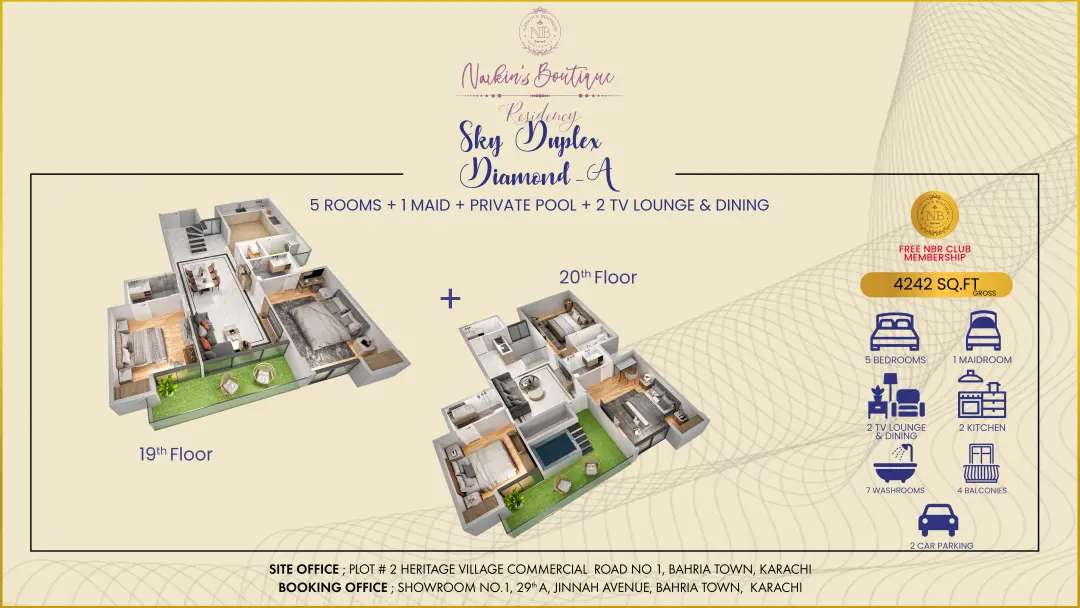 NB
Narkin's Boutique
Residency
Sky Duplex
Diamond - A
5 ROOMS + 1 MAID + PRIVATE POOL + 2 TV LOUNGE & DINING
NB
FREE NBR CLUB
MEMBERSHIP
4242 SQ.FT
GROSS
+
20th Floor
19th Floor
5 BEDROOMS
1 MAIDROOM
2 TV LOUNGE
& DINING
2 KITCHEN
7 WASHROOMS
4 BALCONIES
2 CAR PARKING
SITE OFFICE ; PLOT # 2 HERITAGE VILLAGE COMMERCIAL ROAD NO 1, BAHRIA TOWN, KARACHI
BOOKING OFFICE ; SHOWROOM NO.1, 29th A, JINNAH AVENUE, BAHRIA TOWN, KARACHI